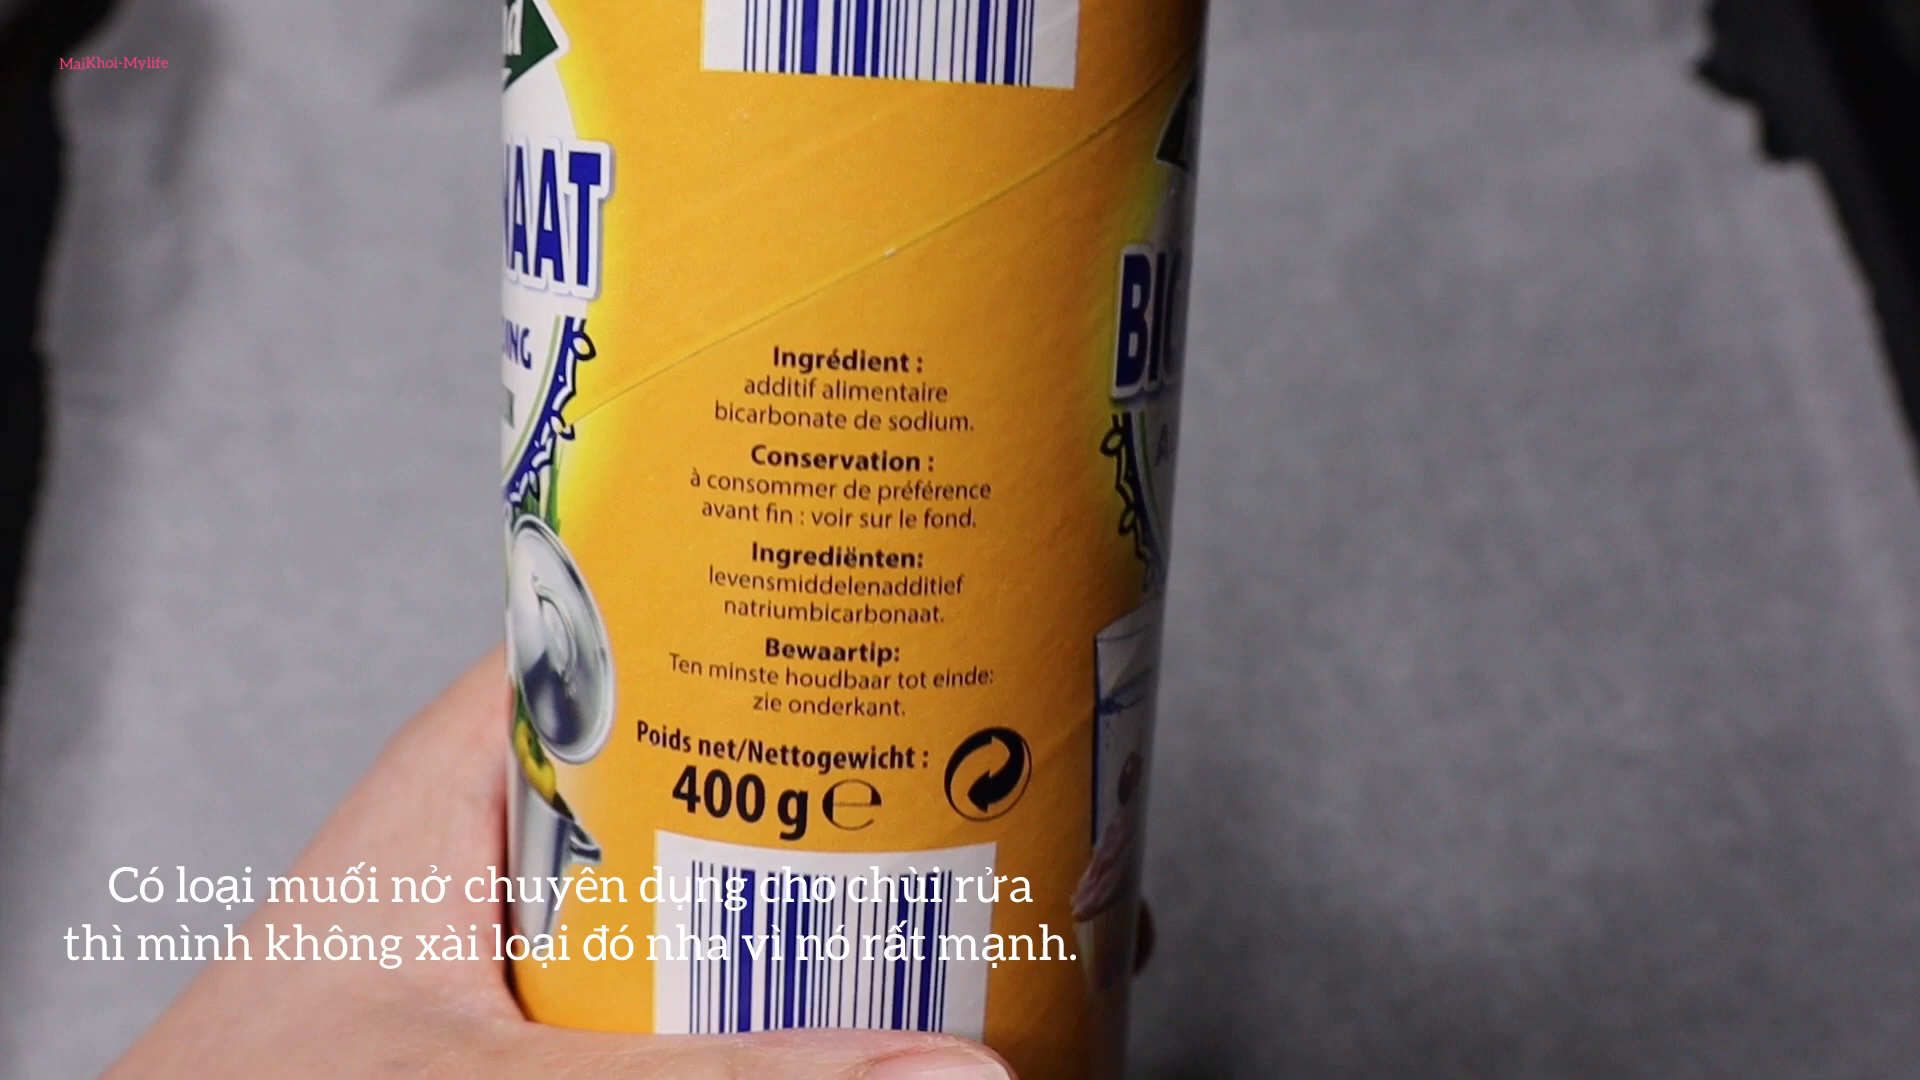 MaiKhoi-Mylife
Ingrédient :
additif alimentaire
bicarbonate de sodium.
Conservation :
à consommer de préférence
avant fin : voir sur le fond.
Ingrediënten:
levensmiddelenadditief
natriumbicarbonaat.
Bewaartip:
Ten minste houdbaar tot einde:
zie onderkant.
Poids net/Nettogewicht :
400 g e
Có loại muối nở chuyên dụng cho chùi rửa
thì mình không xài loại đó nha vì nó rất mạnh.